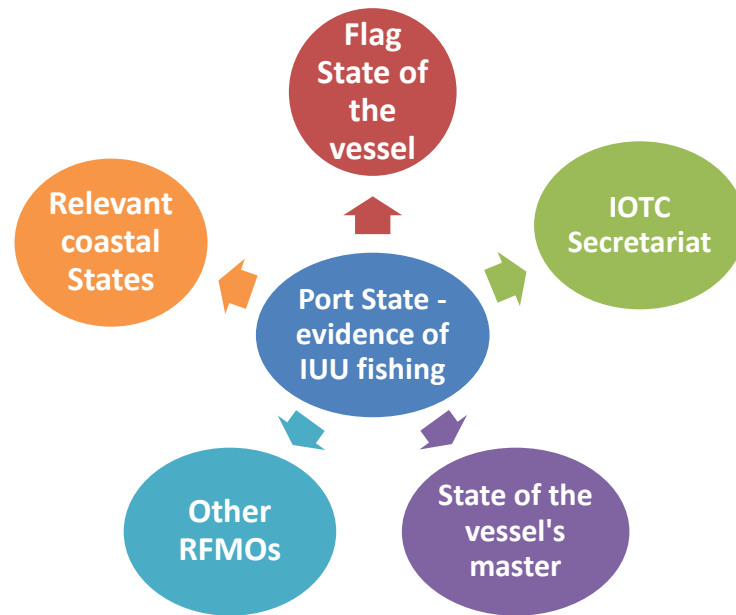 Flag
State of
the
vessel
Relevant
coastal
States
IOTC
Secretariat
Port State -
evidence of
IUU fishing
Other
RFMOs
State of the
vessel's
master